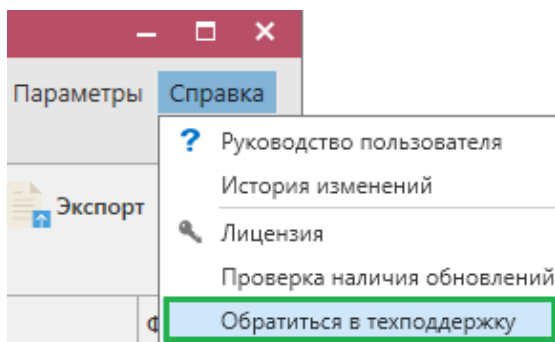 Параметры Справка
Руководство пользователя
История изменений
Экспорт
Лицензия
Проверка наличия обновлений
Обратиться в техподдержку